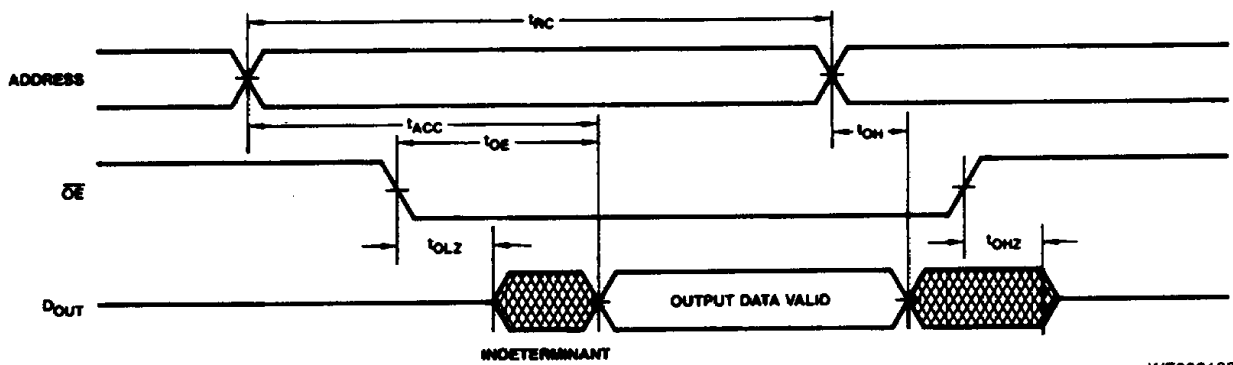 tRC
ADDRESS
tACC
tOE
tOH
OE
tOLZ
tOHZ
DOUT
OUTPUT DATA VALID
INDETERMINANT